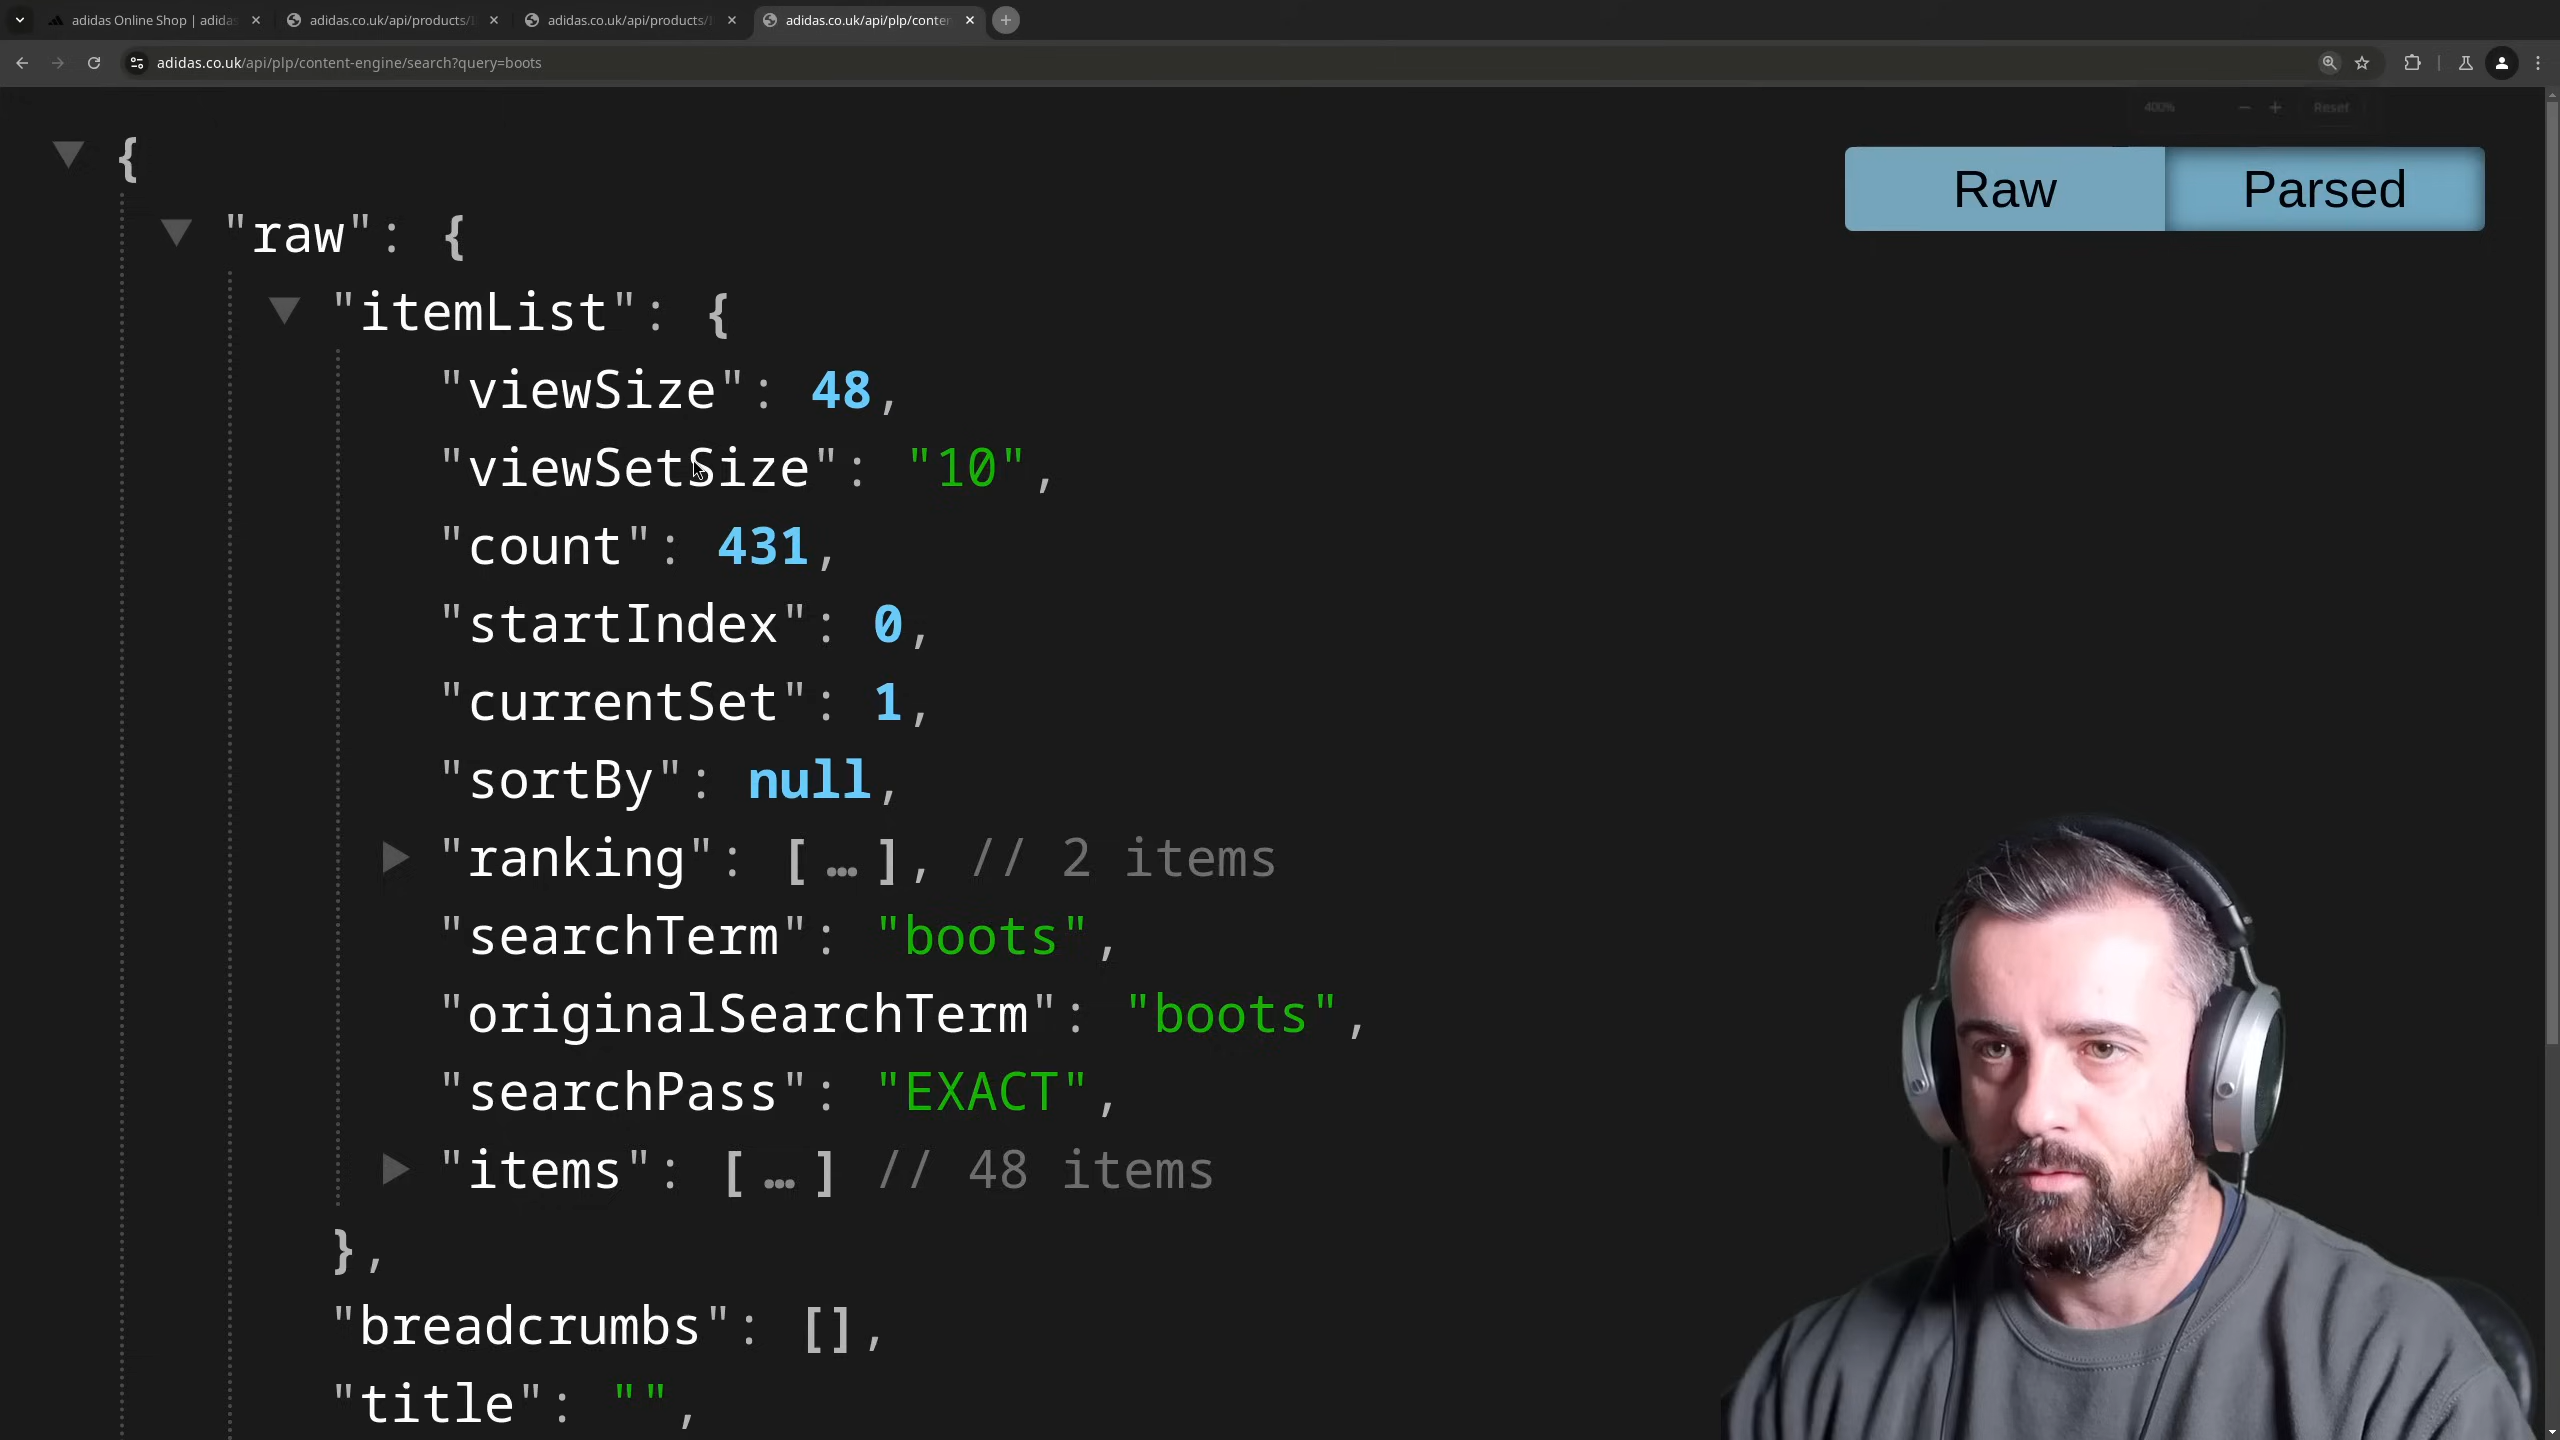 adidas Online Shop | adidas
adidas.co.uk/api/products/
adidas.co.uk/api/products/
adidas.co.uk/api/plp/conten
adidas.co.uk/api/plp/content-engine/search?query=boots
400% Reset
{
Raw Parsed
"raw": {
"itemList": {
"viewSize": 48,
"viewSetSize": "10",
"count": 431,
"startIndex": 0,
"currentSet": 1,
"sortBy": null,
"ranking": [ … ], // 2 items
"searchTerm": "boots",
"originalSearchTerm": "boots",
"searchPass": "EXACT",
"items": [ … ] // 48 items
},
"breadcrumbs": [],
"title": "",